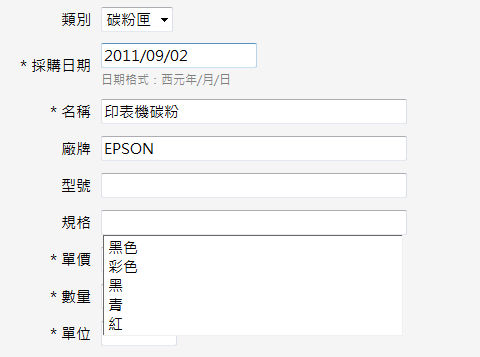 類別 碳粉匣
* 採購日期 2011/09/02
日期格式：西元年/月/日
* 名稱 印表機碳粉
廠牌 EPSON
型號
規格
黑色
* 單價
彩色
黑
* 數量
青
紅
* 單位